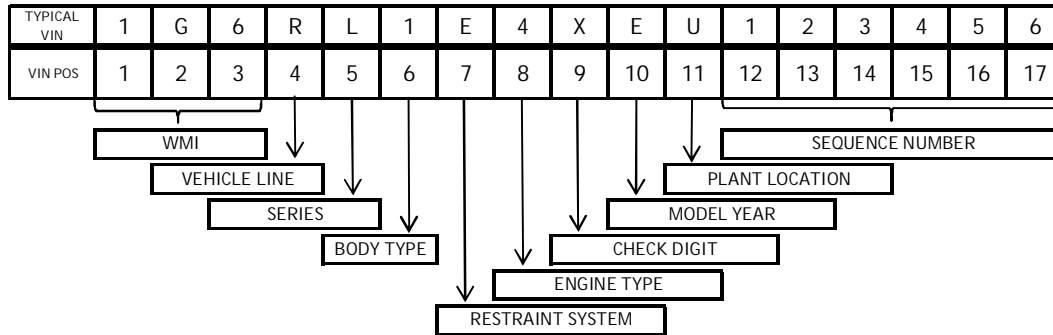 TYPICAL VIN 1 G 6 R L 1 E 4 X E U 1 2 3 4 5 6
VIN POS 1 2 3 4 5 6 7 8 9 10 11 12 13 14 15 16 17
WMI SEQUENCE NUMBER
VEHICLE LINE PLANT LOCATION
SERIES MODEL YEAR
BODY TYPE CHECK DIGIT
ENGINE TYPE
RESTRAINT SYSTEM